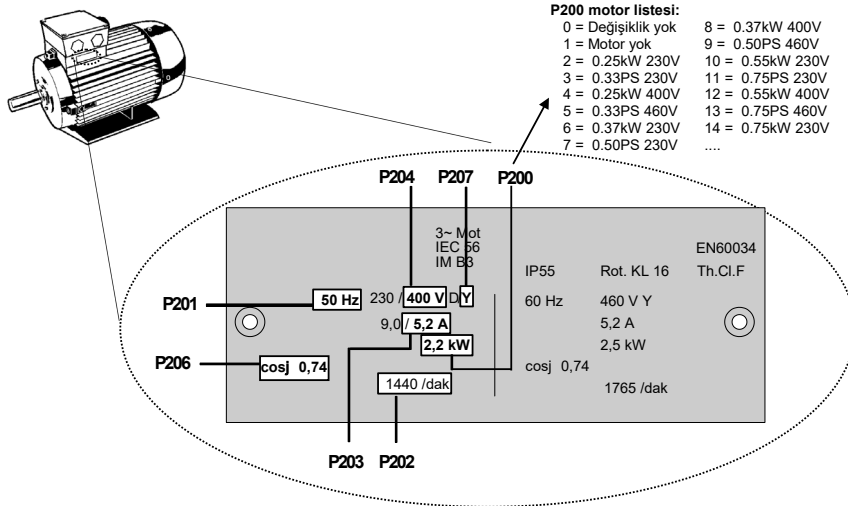 P200 motor listesi:
0 = Değişiklik yok 8 = 0.37kW 400V
1 = Motor yok 9 = 0.50PS 460V
2 = 0.25kW 230V 10 = 0.55kW 230V
3 = 0.33PS 230V 11 = 0.75PS 230V
4 = 0.25kW 400V 12 = 0.55kW 400V
5 = 0.33PS 460V 13 = 0.75PS 460V
6 = 0.37kW 230V 14 = 0.75kW 230V
7 = 0.50PS 230V ....
P204 P207 P200
3~ Mot
IEC 56
IM B3
EN60034
IP55 Rot. KL 16 Th.Cl.F
P201 50 Hz 230 / 400 V D Y 60 Hz 460 V Y
9,0 / 5,2 A 5,2 A
2,2 kW 2,5 kW
P206 cosj 0,74 cosj 0,74
1440 /dak 1765 /dak
P203 P202